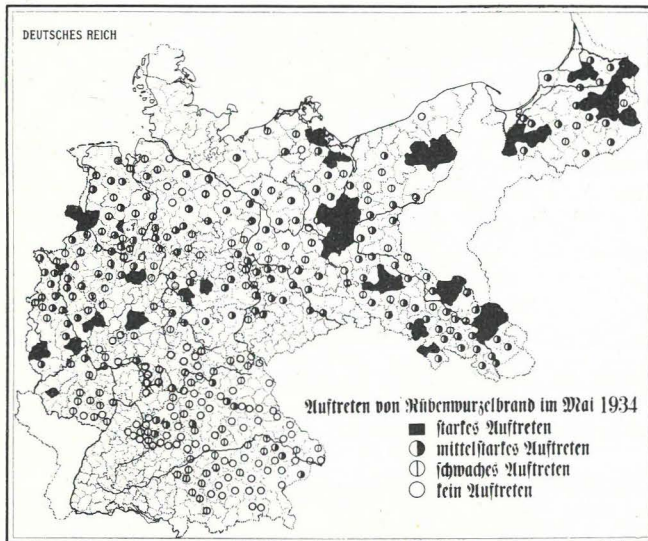 DEUTSCHES REICH
Auftreten von Rübenwurzelbrand im Mai 1934
starkes Auftreten
mittelstarkes Auftreten
schwaches Auftreten
kein Auftreten